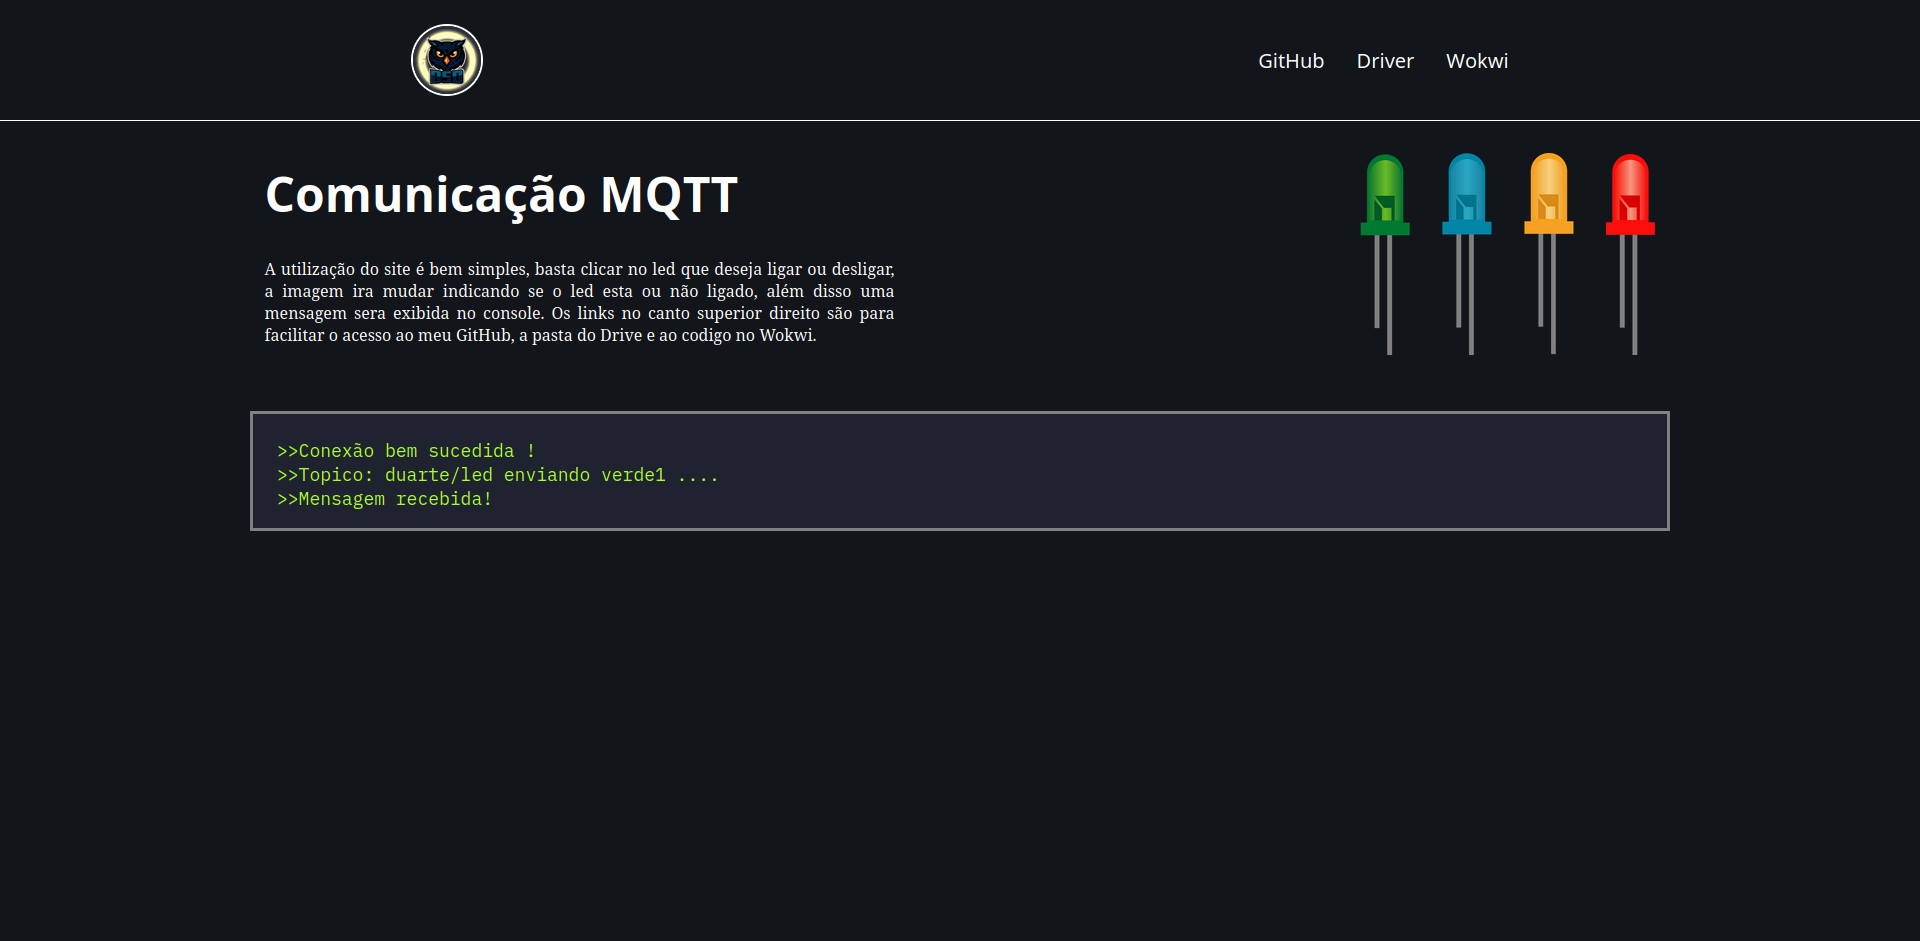 GitHub Driver Wokwi
Comunicação MQTT
A utilização do site é bem simples, basta clicar no led que deseja ligar ou desligar,
a imagem ira mudar indicando se o led esta ou não ligado, além disso uma
mensagem sera exibida no console. Os links no canto superior direito são para
facilitar o acesso ao meu GitHub, a pasta do Drive e ao codigo no Wokwi.
>>Conexão bem sucedida !
>>Topico: duarte/led enviando verde1 ....
>>Mensagem recebida!